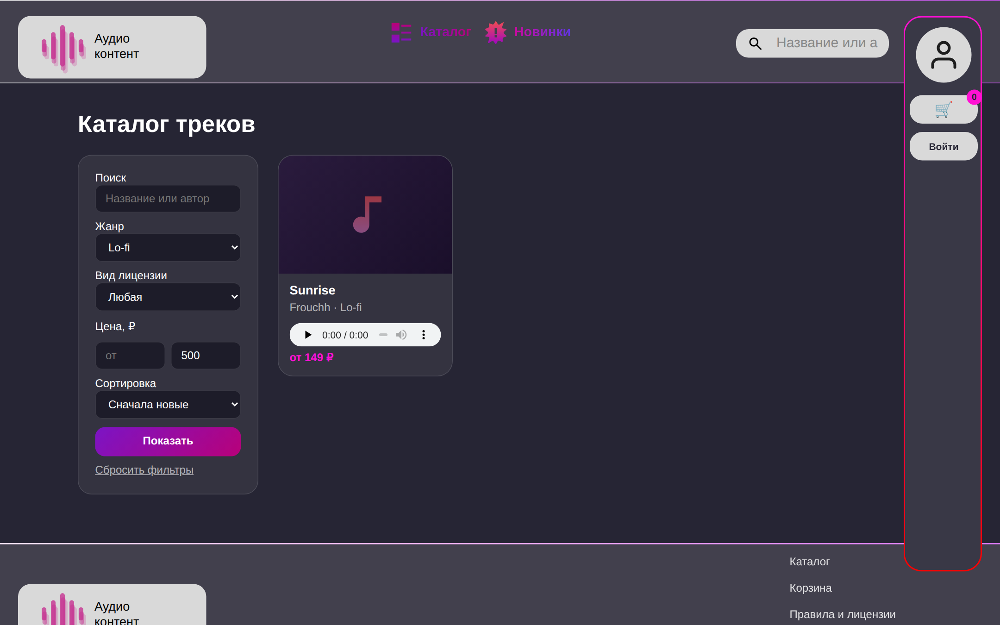 Аудио
контент
Каталог
Новинки
Название или а
0
Войти
Каталог треков
Поиск
Название или автор
Жанр
Lo-fi
Вид лицензии
Любая
Цена, ₽
от
500
Сортировка
Сначала новые
Показать
Сбросить фильтры
Sunrise
Frouchh · Lo-fi
0:00 / 0:00
от 149 ₽
Каталог
Корзина
Правила и лицензии
Аудио
контент